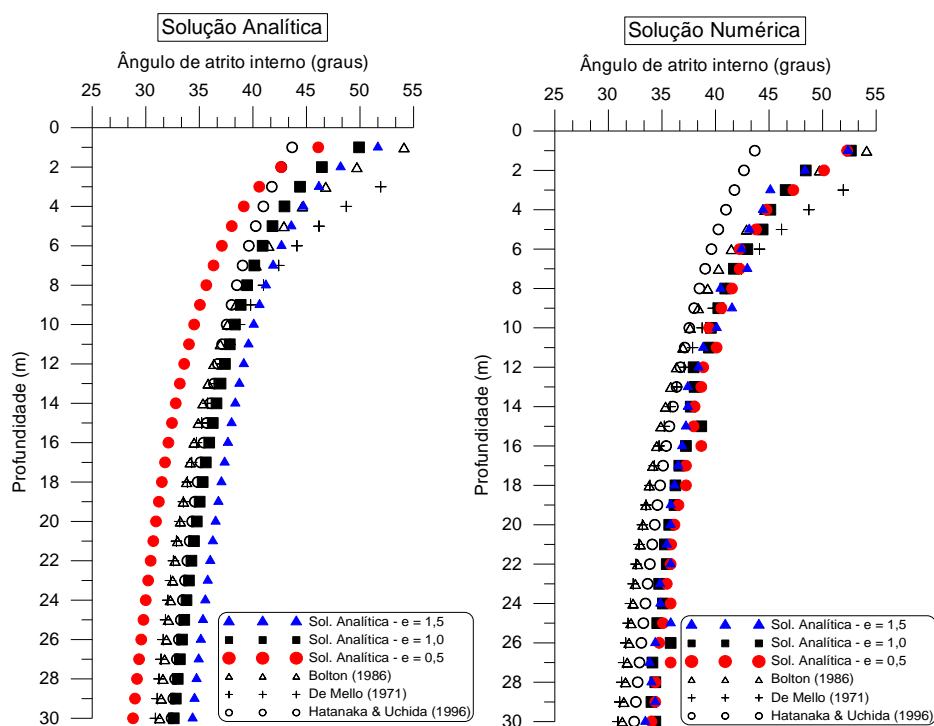 Solução Analítica
Ângulo de atrito interno (graus)
25 30 35 40 45 50 55
0
2
4
6
8
10
12
14
16
18
20
22
24
26
28
30
Profundidade (m)
Sol. Analítica - e = 1,5
Sol. Analítica - e = 1,0
Sol. Analítica - e = 0,5
Bolton (1986)
De Mello (1971)
Hatanaka & Uchida (1996)
Solução Numérica
Ângulo de atrito interno (graus)
25 30 35 40 45 50 55
0
2
4
6
8
10
12
14
16
18
20
22
24
26
28
30
Profundidade (m)
Sol. Analítica - e = 1,5
Sol. Analítica - e = 1,0
Sol. Analítica - e = 0,5
Bolton (1986)
De Mello (1971)
Hatanaka & Uchida (1996)